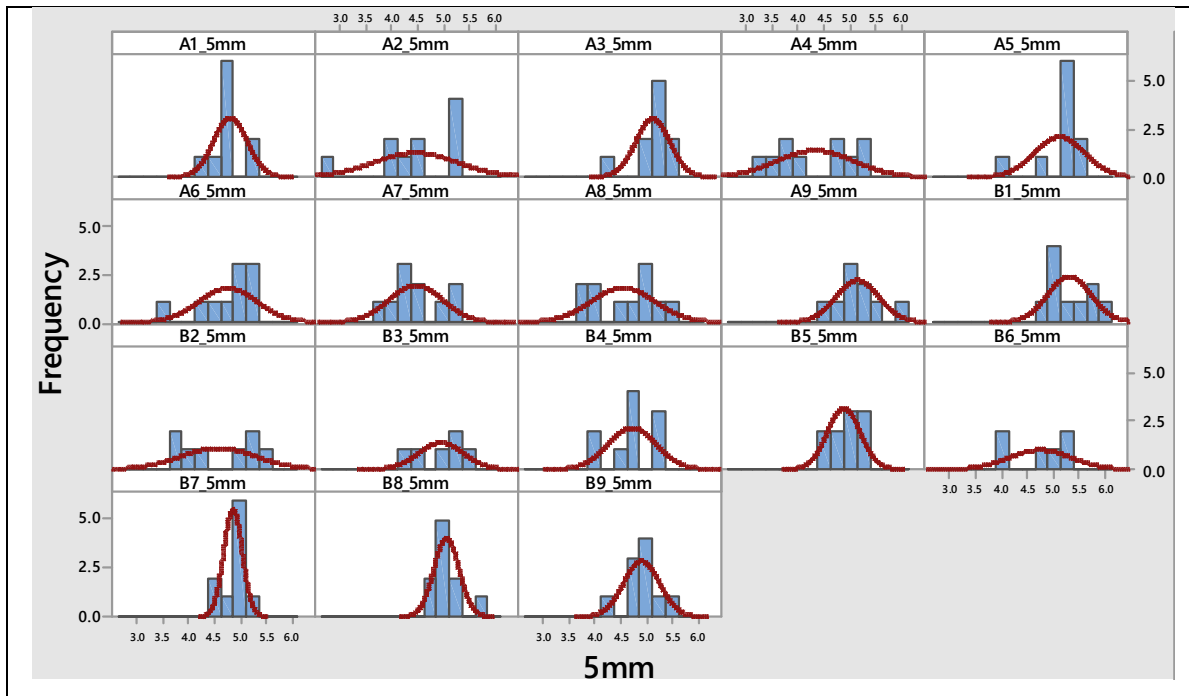 3.0 3.5 4.0 4.5 5.0 5.5 6.0 3.0 3.5 4.0 4.5 5.0 5.5 6.0
A1_5mm A2_5mm A3_5mm A4_5mm A5_5mm
5.0
2.5
0.0
A6_5mm A7_5mm A8_5mm A9_5mm B1_5mm
5.0
2.5
0.0
Frequency
B2_5mm B3_5mm B4_5mm B5_5mm B6_5mm
5.0
2.5
0.0
3.0 3.5 4.0 4.5 5.0 5.5 6.0
B7_5mm B8_5mm B9_5mm
5.0
2.5
0.0
3.0 3.5 4.0 4.5 5.0 5.5 6.0 3.0 3.5 4.0 4.5 5.0 5.5 6.0
5mm